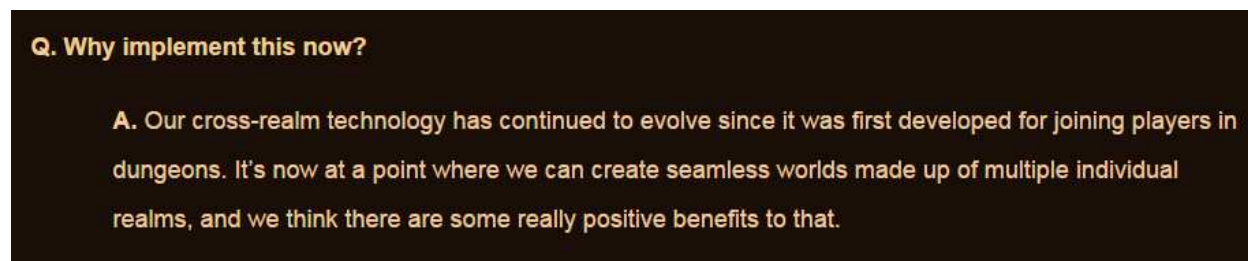 Q. Why implement this now?
A. Our cross-realm technology has continued to evolve since it was first developed for joining players in
dungeons. It's now at a point where we can create seamless worlds made up of multiple individual
realms, and we think there are some really positive benefits to that.